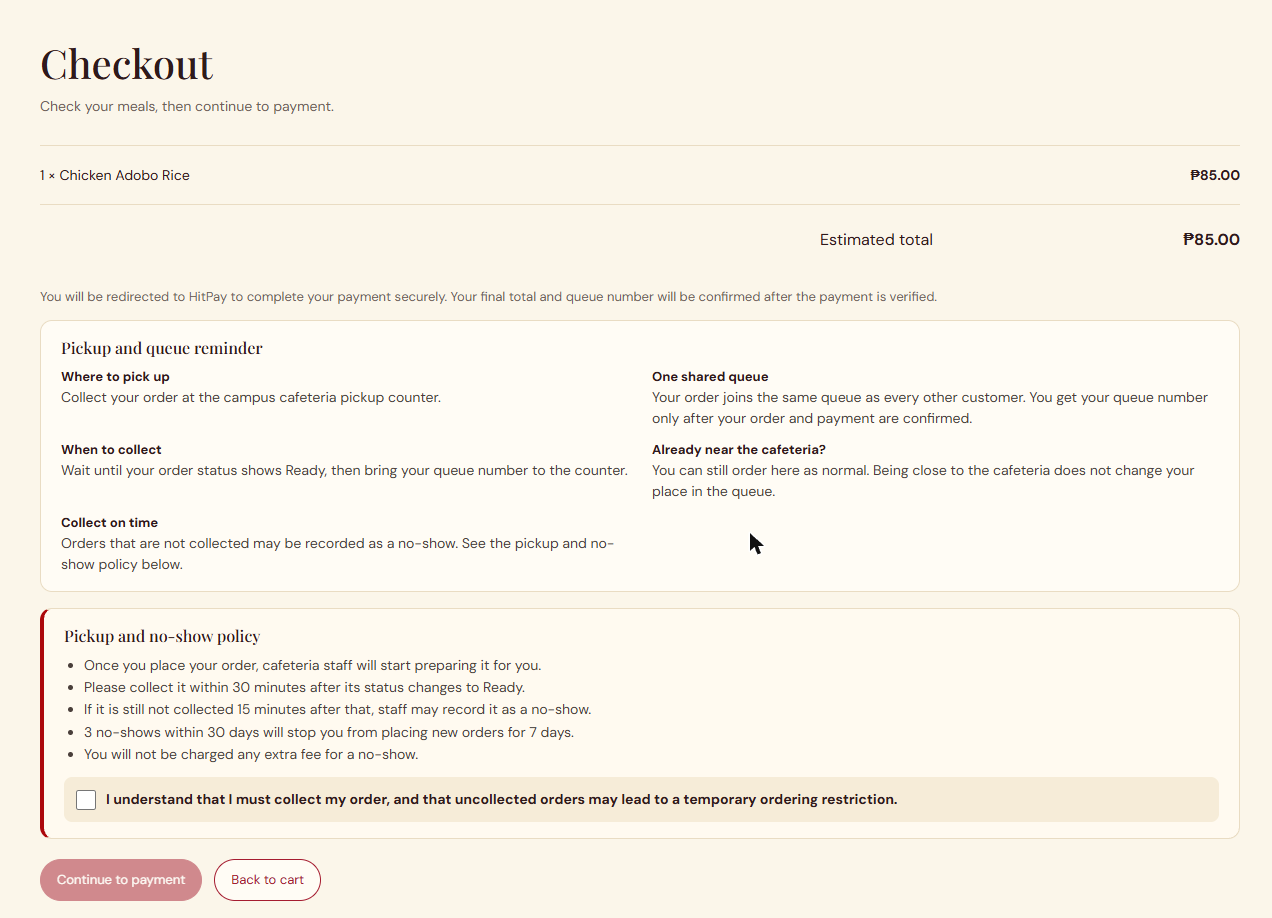 Checkout
Check your meals, then continue to payment.
1 × Chicken Adobo Rice ₱85.00
Estimated total ₱85.00
You will be redirected to HitPay to complete your payment securely. Your final total and queue number will be confirmed after the payment is verified.
Pickup and queue reminder
Where to pick up
Collect your order at the campus cafeteria pickup counter.
One shared queue
Your order joins the same queue as every other customer. You get your queue number
only after your order and payment are confirmed.
When to collect
Wait until your order status shows Ready, then bring your queue number to the counter.
Already near the cafeteria?
You can still order here as normal. Being close to the cafeteria does not change your
place in the queue.
Collect on time
Orders that are not collected may be recorded as a no-show. See the pickup and no-
show policy below.
Pickup and no-show policy
• Once you place your order, cafeteria staff will start preparing it for you.
• Please collect it within 30 minutes after its status changes to Ready.
• If it is still not collected 15 minutes after that, staff may record it as a no-show.
• 3 no-shows within 30 days will stop you from placing new orders for 7 days.
• You will not be charged any extra fee for a no-show.
I understand that I must collect my order, and that uncollected orders may lead to a temporary ordering restriction.
Continue to payment
Back to cart